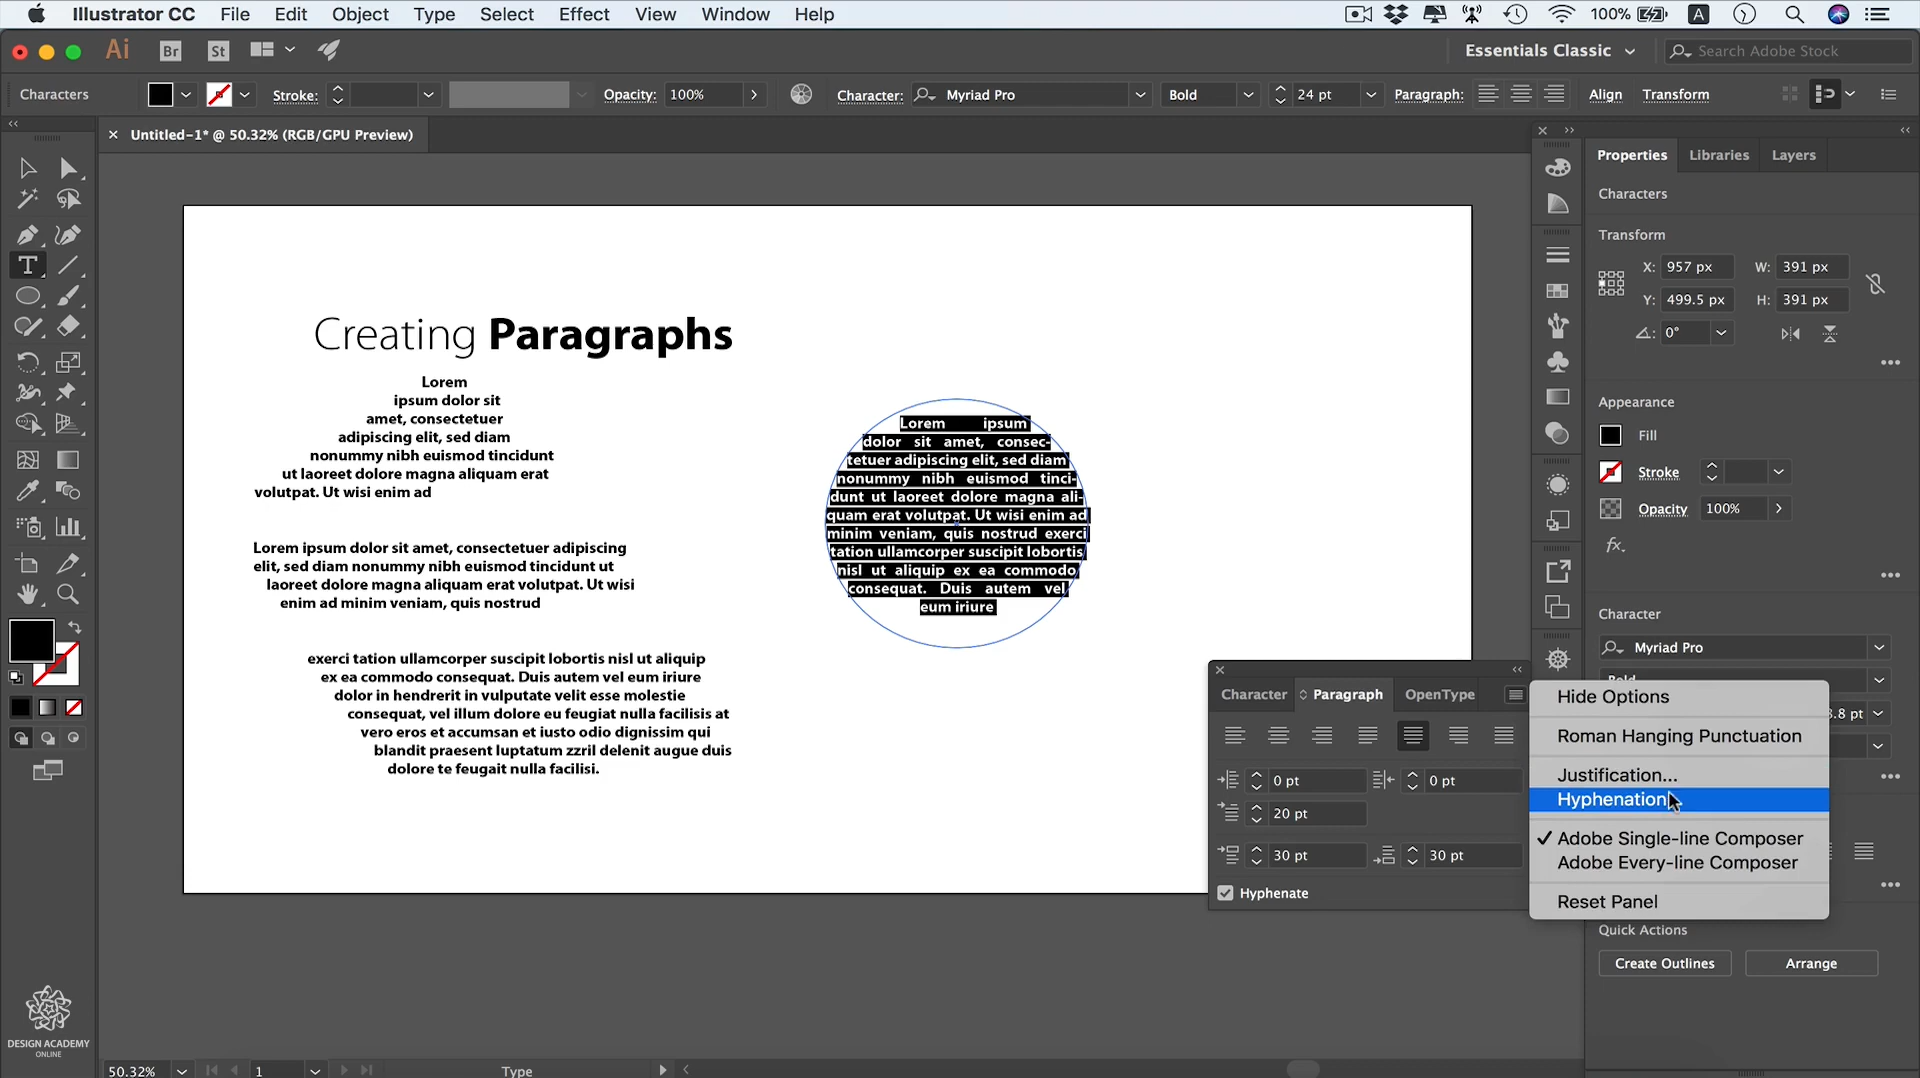 Illustrator CC File Edit Object Type Select Effect View Window Help 100% A
Ai Br St Essentials Classic Search Adobe Stock
Characters Stroke: Opacity: 100% Character: Myriad Pro Bold 24 pt Paragraph: Align Transform
Untitled-1* @ 50.32% (RGB/GPU Preview)
Properties Libraries Layers
Characters
Transform
X: 957 px W: 391 px
Y: 499.5 px H: 391 px
0°
Appearance
Fill
Stroke
Opacity 100%
fx.
Character
Myriad Pro
Creating Paragraphs
Lorem
ipsum dolor sit
amet, consectetuer
adipiscing elit, sed diam
nonummy nibh euismod tincidunt
ut laoreet dolore magna aliquam erat
volutpat. Ut wisi enim ad
Lorem ipsum dolor sit amet, consectetuer adipiscing
elit, sed diam nonummy nibh euismod tincidunt ut
laoreet dolore magna aliquam erat volutpat. Ut wisi
enim ad minim veniam, quis nostrud
exerci tation ullamcorper suscipit lobortis nisl ut aliquip
ex ea commodo consequat. Duis autem vel eum iriure
dolor in hendrerit in vulputate velit esse molestie
consequat, vel illum dolore eu feugiat nulla facilisis at
vero eros et accumsan et iusto odio dignissim qui
blandit praesent luptatum zzril delenit augue duis
dolore te feugait nulla facilisi.
Lorem ipsum
dolor sit amet, consec-
tetuer adipiscing elit, sed diam
nonummy nibh euismod tinci-
dunt ut laoreet dolore magna ali-
quam erat volutpat. Ut wisi enim ad
minim veniam, quis nostrud exerci
tation ullamcorper suscipit lobortis
nisl ut aliquip ex ea commodo
consequat. Duis autem vel
eum iriure
Character Paragraph OpenType
0 pt 0 pt
20 pt
30 pt 30 pt
Hyphenate
Hide Options
Roman Hanging Punctuation
Justification...
Hyphenation
Adobe Single-line Composer
Adobe Every-line Composer
Reset Panel
8.8 pt
Quick Actions
Create Outlines Arrange
DESIGN ACADEMY
ONLINE
50.32% 1 Type